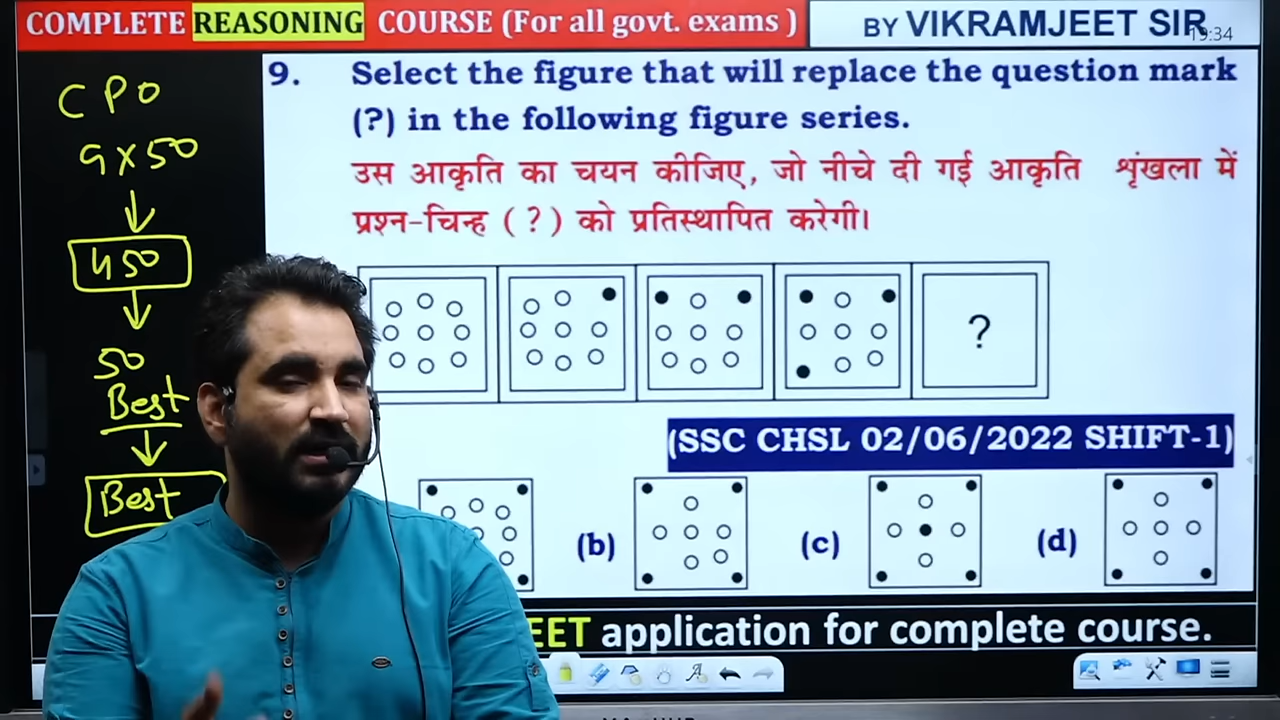 COMPLETE REASONING COURSE (For all govt. exams )
BY VIKRAMJEET SIR
19:34
CPO
9X50
450
50
Best
Best
9. Select the figure that will replace the question mark
(?) in the following figure series.
उस आकृति का चयन कीजिए, जो नीचे दी गई आकृति श्रृंखला में
प्रश्न-चिन्ह ( ? ) को प्रतिस्थापित करेगी।
?
(SSC CHSL 02/06/2022 SHIFT-1)
(b) (c) (d)
application for complete course.